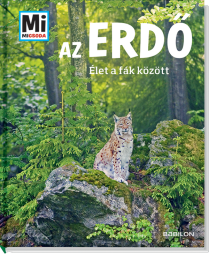 Mi
MICSODA
AZ ERDŐ
Élet a fák között
BABILON